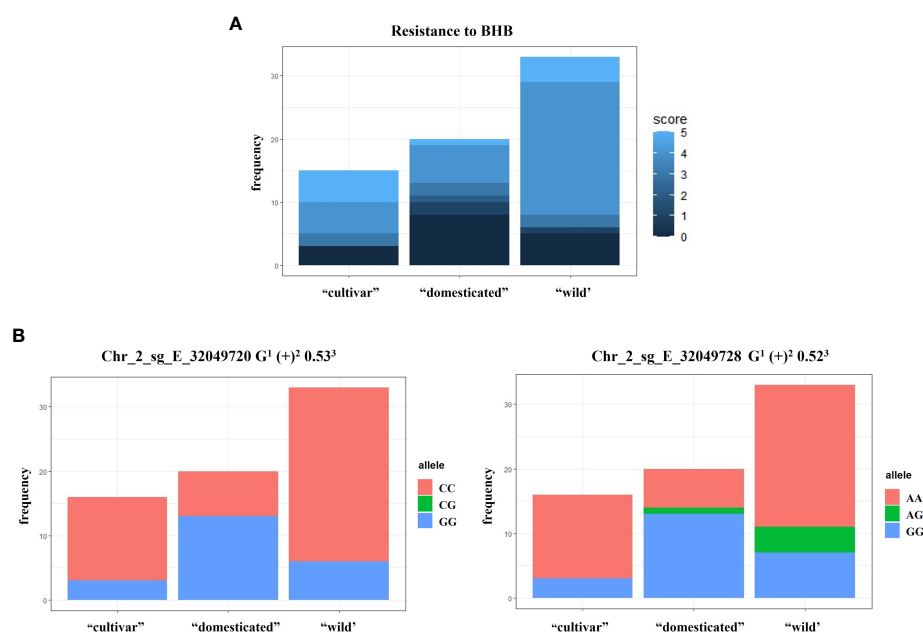 A
Resistance to BHB
frequency
30
20
10
0
"cultivar"
"domesticated"
"wild'
score
5
4
3
2
1
0
B
Chr_2_sg_E_32049720 G¹ (+)² 0.53³
frequency
30
20
10
0
"cultivar"
"domesticated"
"wild'
allele
CC
CG
GG
Chr_2_sg_E_32049728 G¹ (+)² 0.52³
frequency
30
20
10
0
"cultivar"
"domesticated"
"wild'
allele
AA
AG
GG